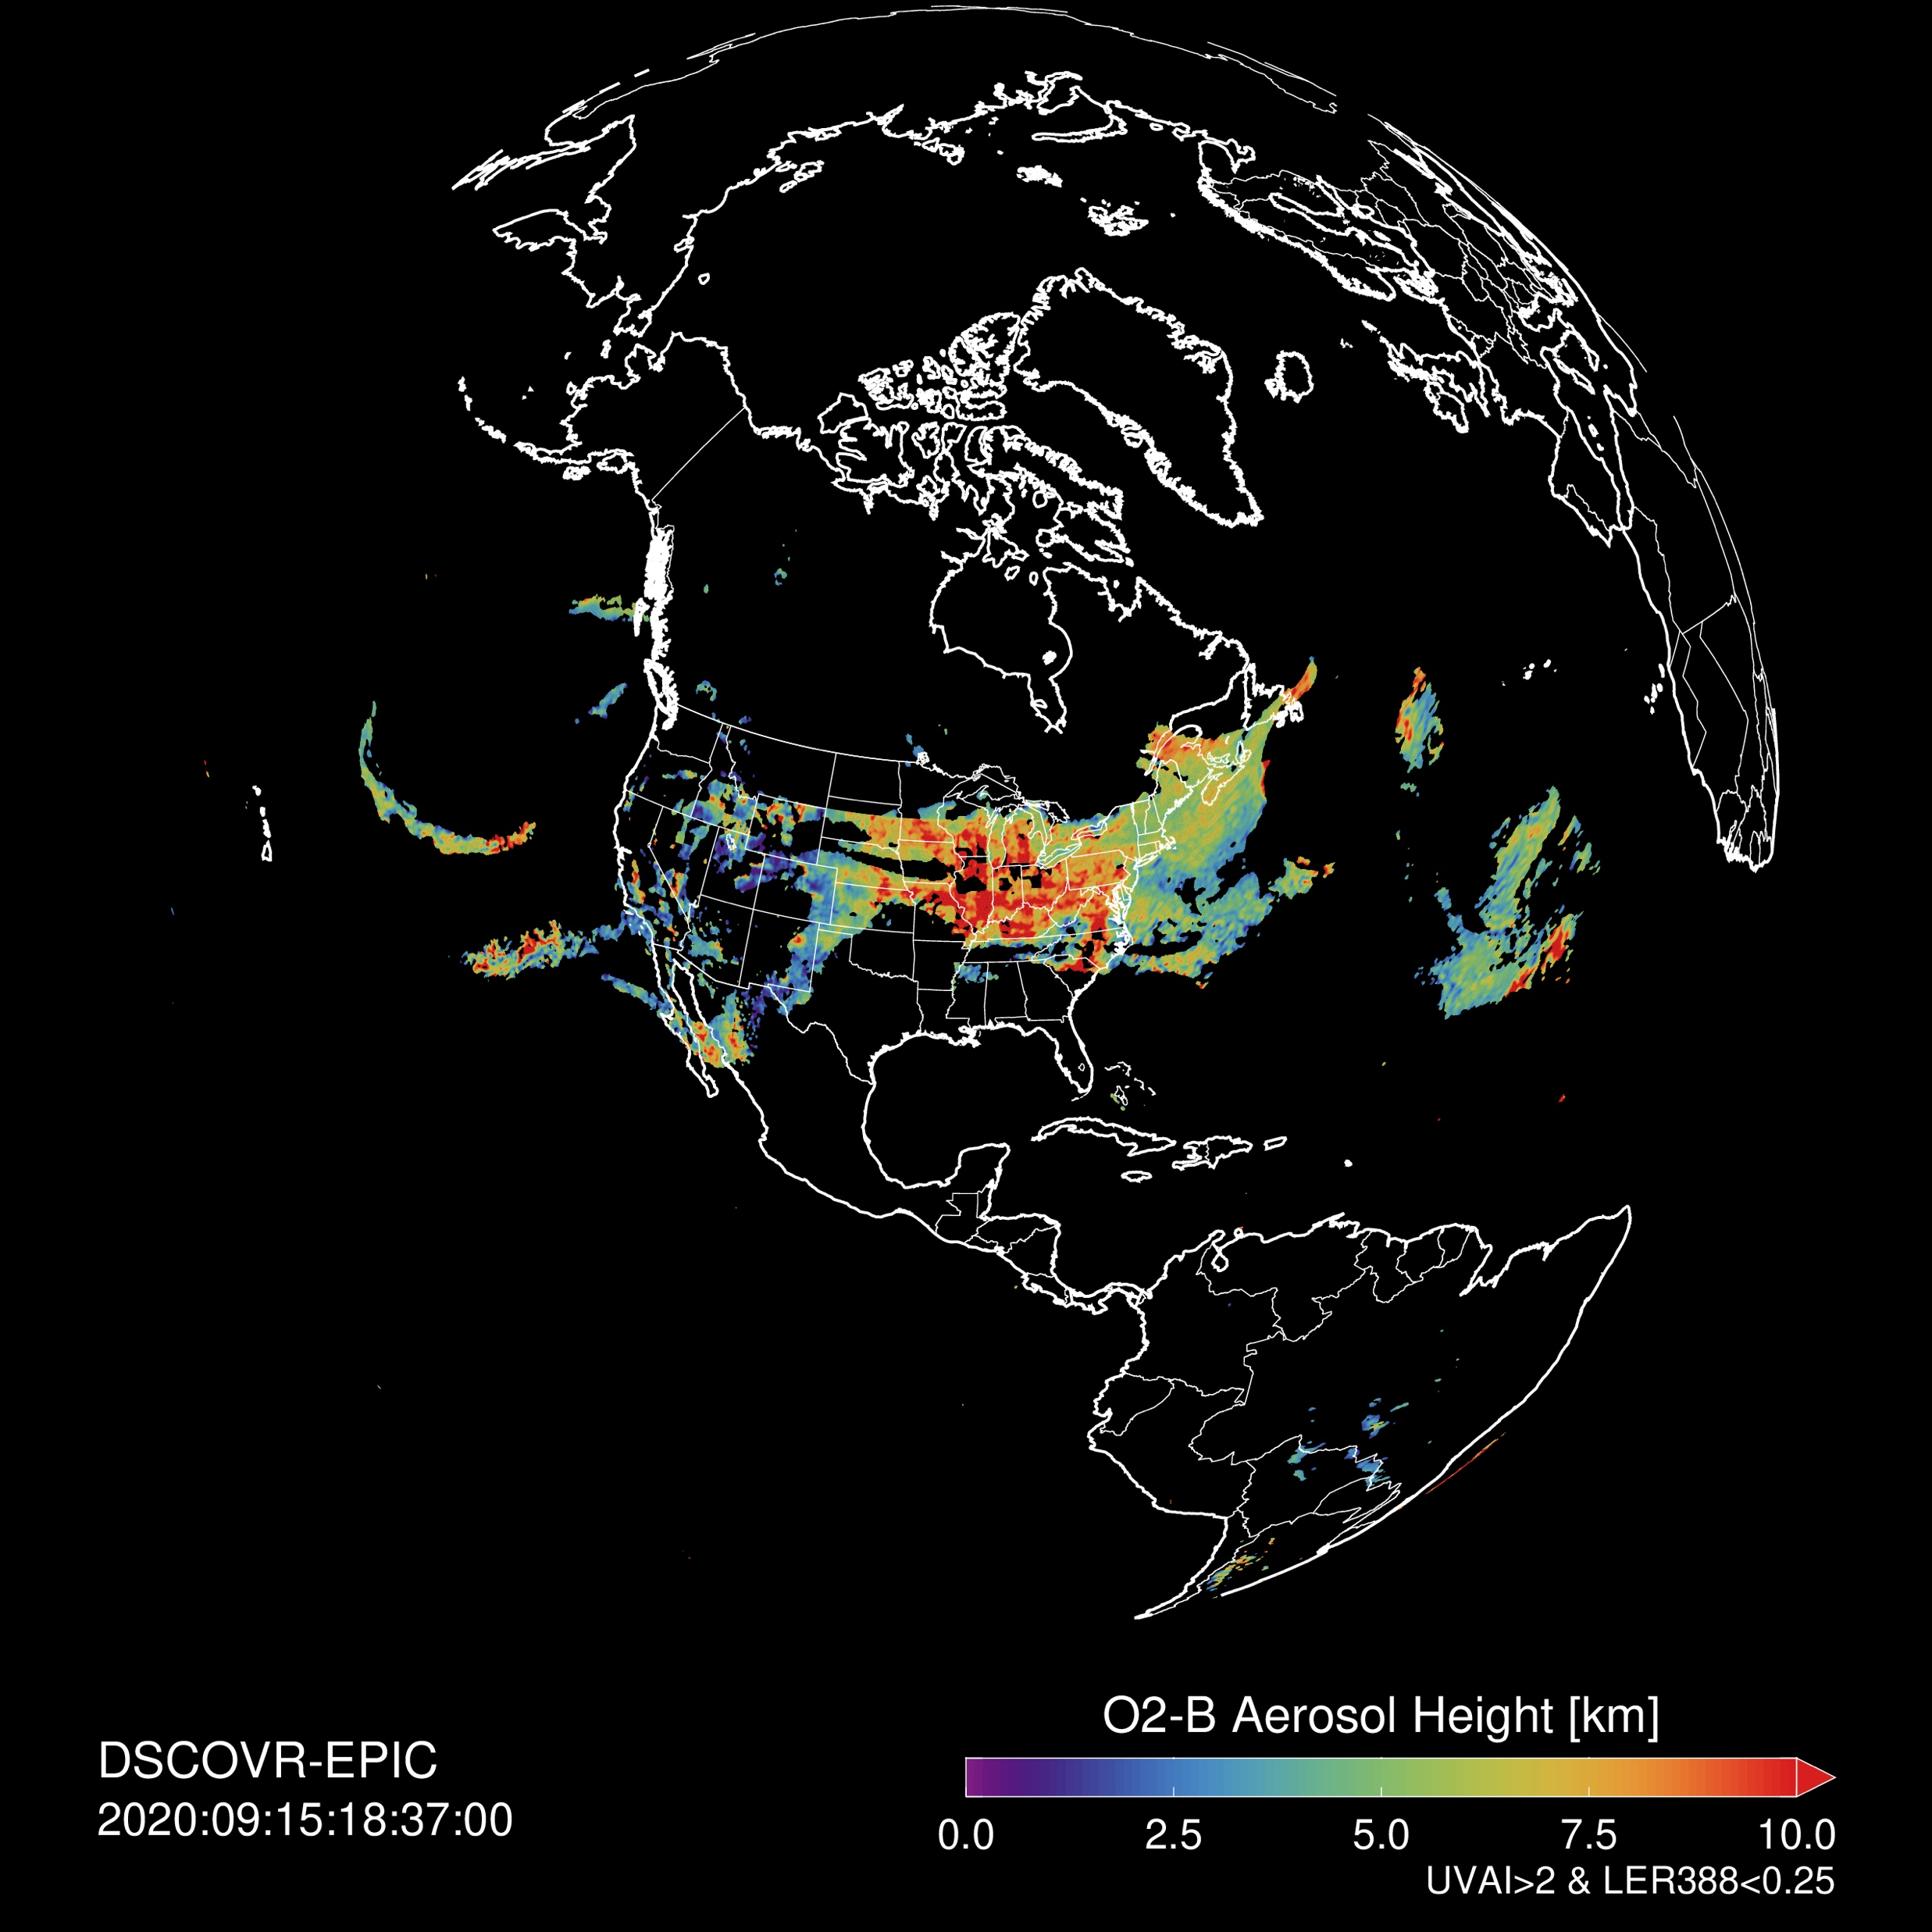 O2-B Aerosol Height [km]
DSCOVR-EPIC
2020:09:15:18:37:00
0.0 2.5 5.0 7.5 10.0
UVAI>2 & LER388<0.25